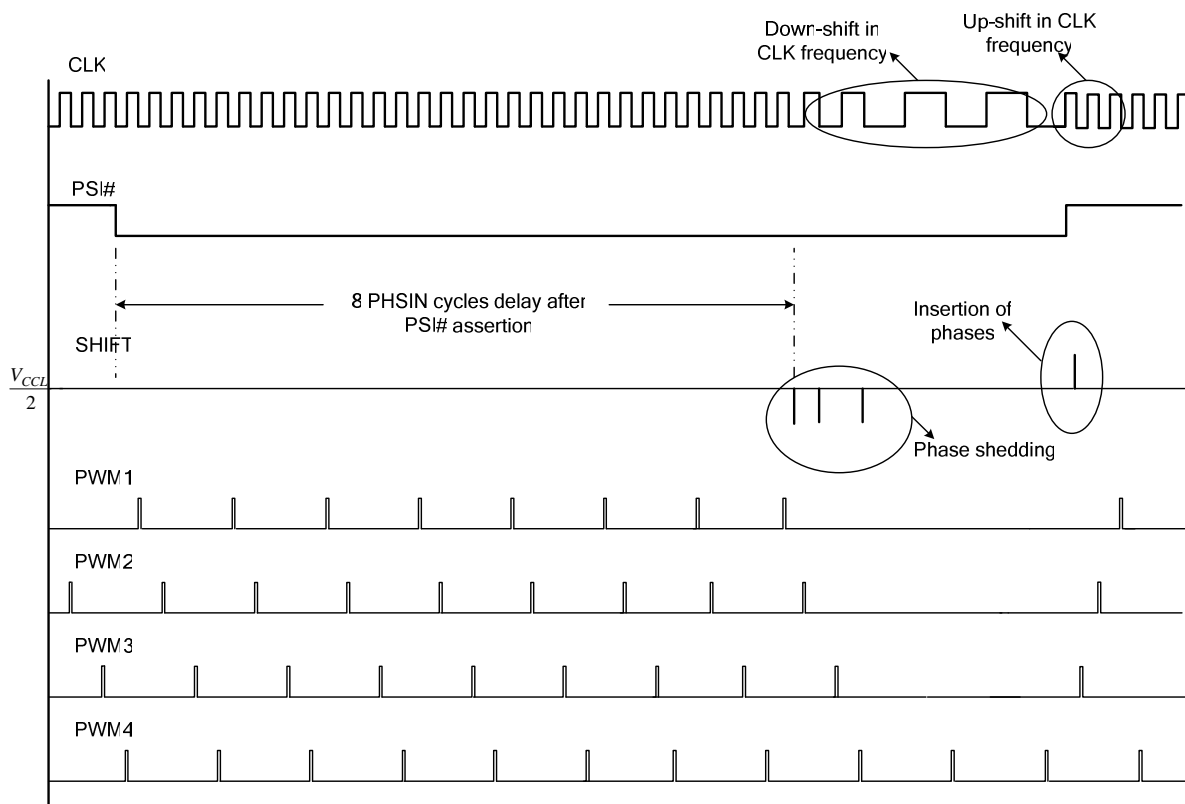 Down-shift in
CLK frequency
Up-shift in CLK
frequency
CLK
PSI#
8 PHSIN cycles delay after
PSI# assertion
Insertion of
phases
SHIFT
VCCL
2
Phase shedding
PWM1
PWM2
PWM3
PWM4